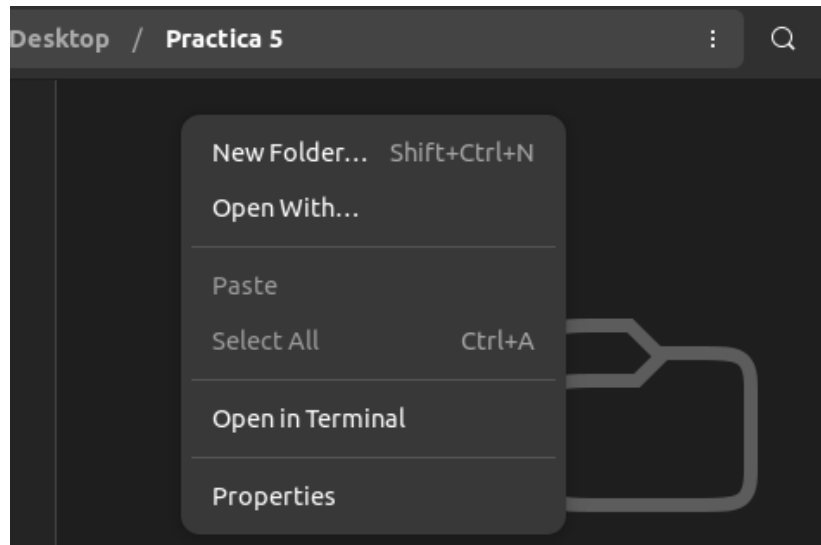 Desktop / Practica 5
New Folder... Shift+Ctrl+N
Open With...
Paste
Select All Ctrl+A
Open in Terminal
Properties